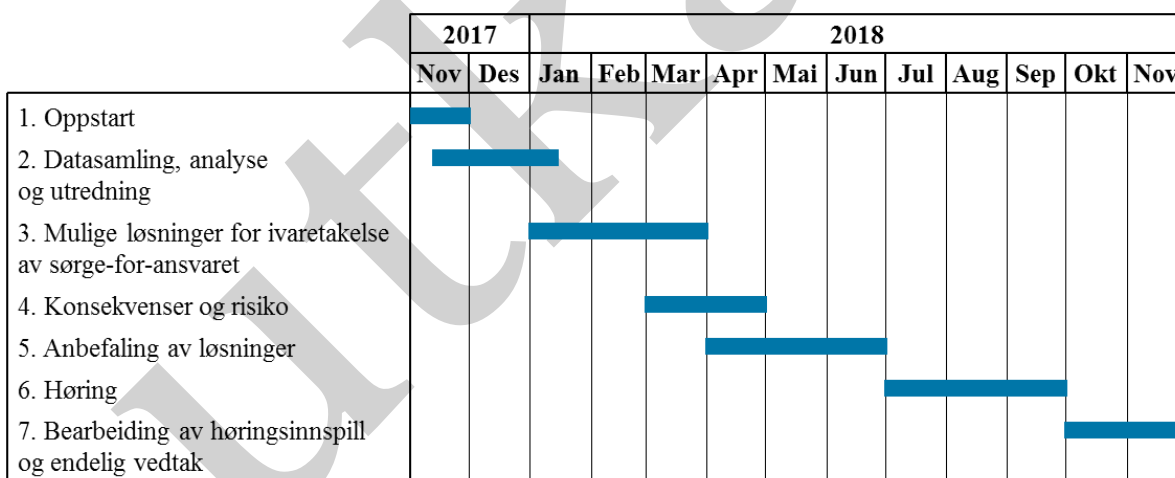 2017 2018
Nov Des Jan Feb Mar Apr Mai Jun Jul Aug Sep Okt Nov
1. Oppstart
2. Datasamling, analyse
og utredning
3. Mulige løsninger for ivaretakelse
av sørge-for-ansvaret
4. Konsekvenser og risiko
5. Anbefaling av løsninger
6. Høring
7. Bearbeiding av høringsinnspill
og endelig vedtak
utka